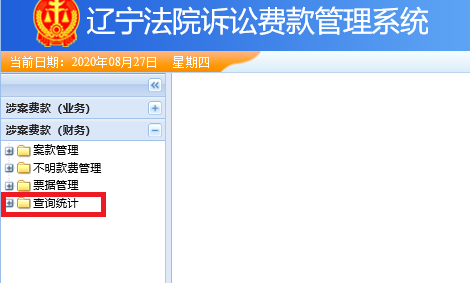 辽宁法院诉讼费款管理系统
当前日期：2020年08月27日 星期四
涉案费款（业务）
涉案费款（财务）
案款管理
不明款费管理
票据管理
查询统计